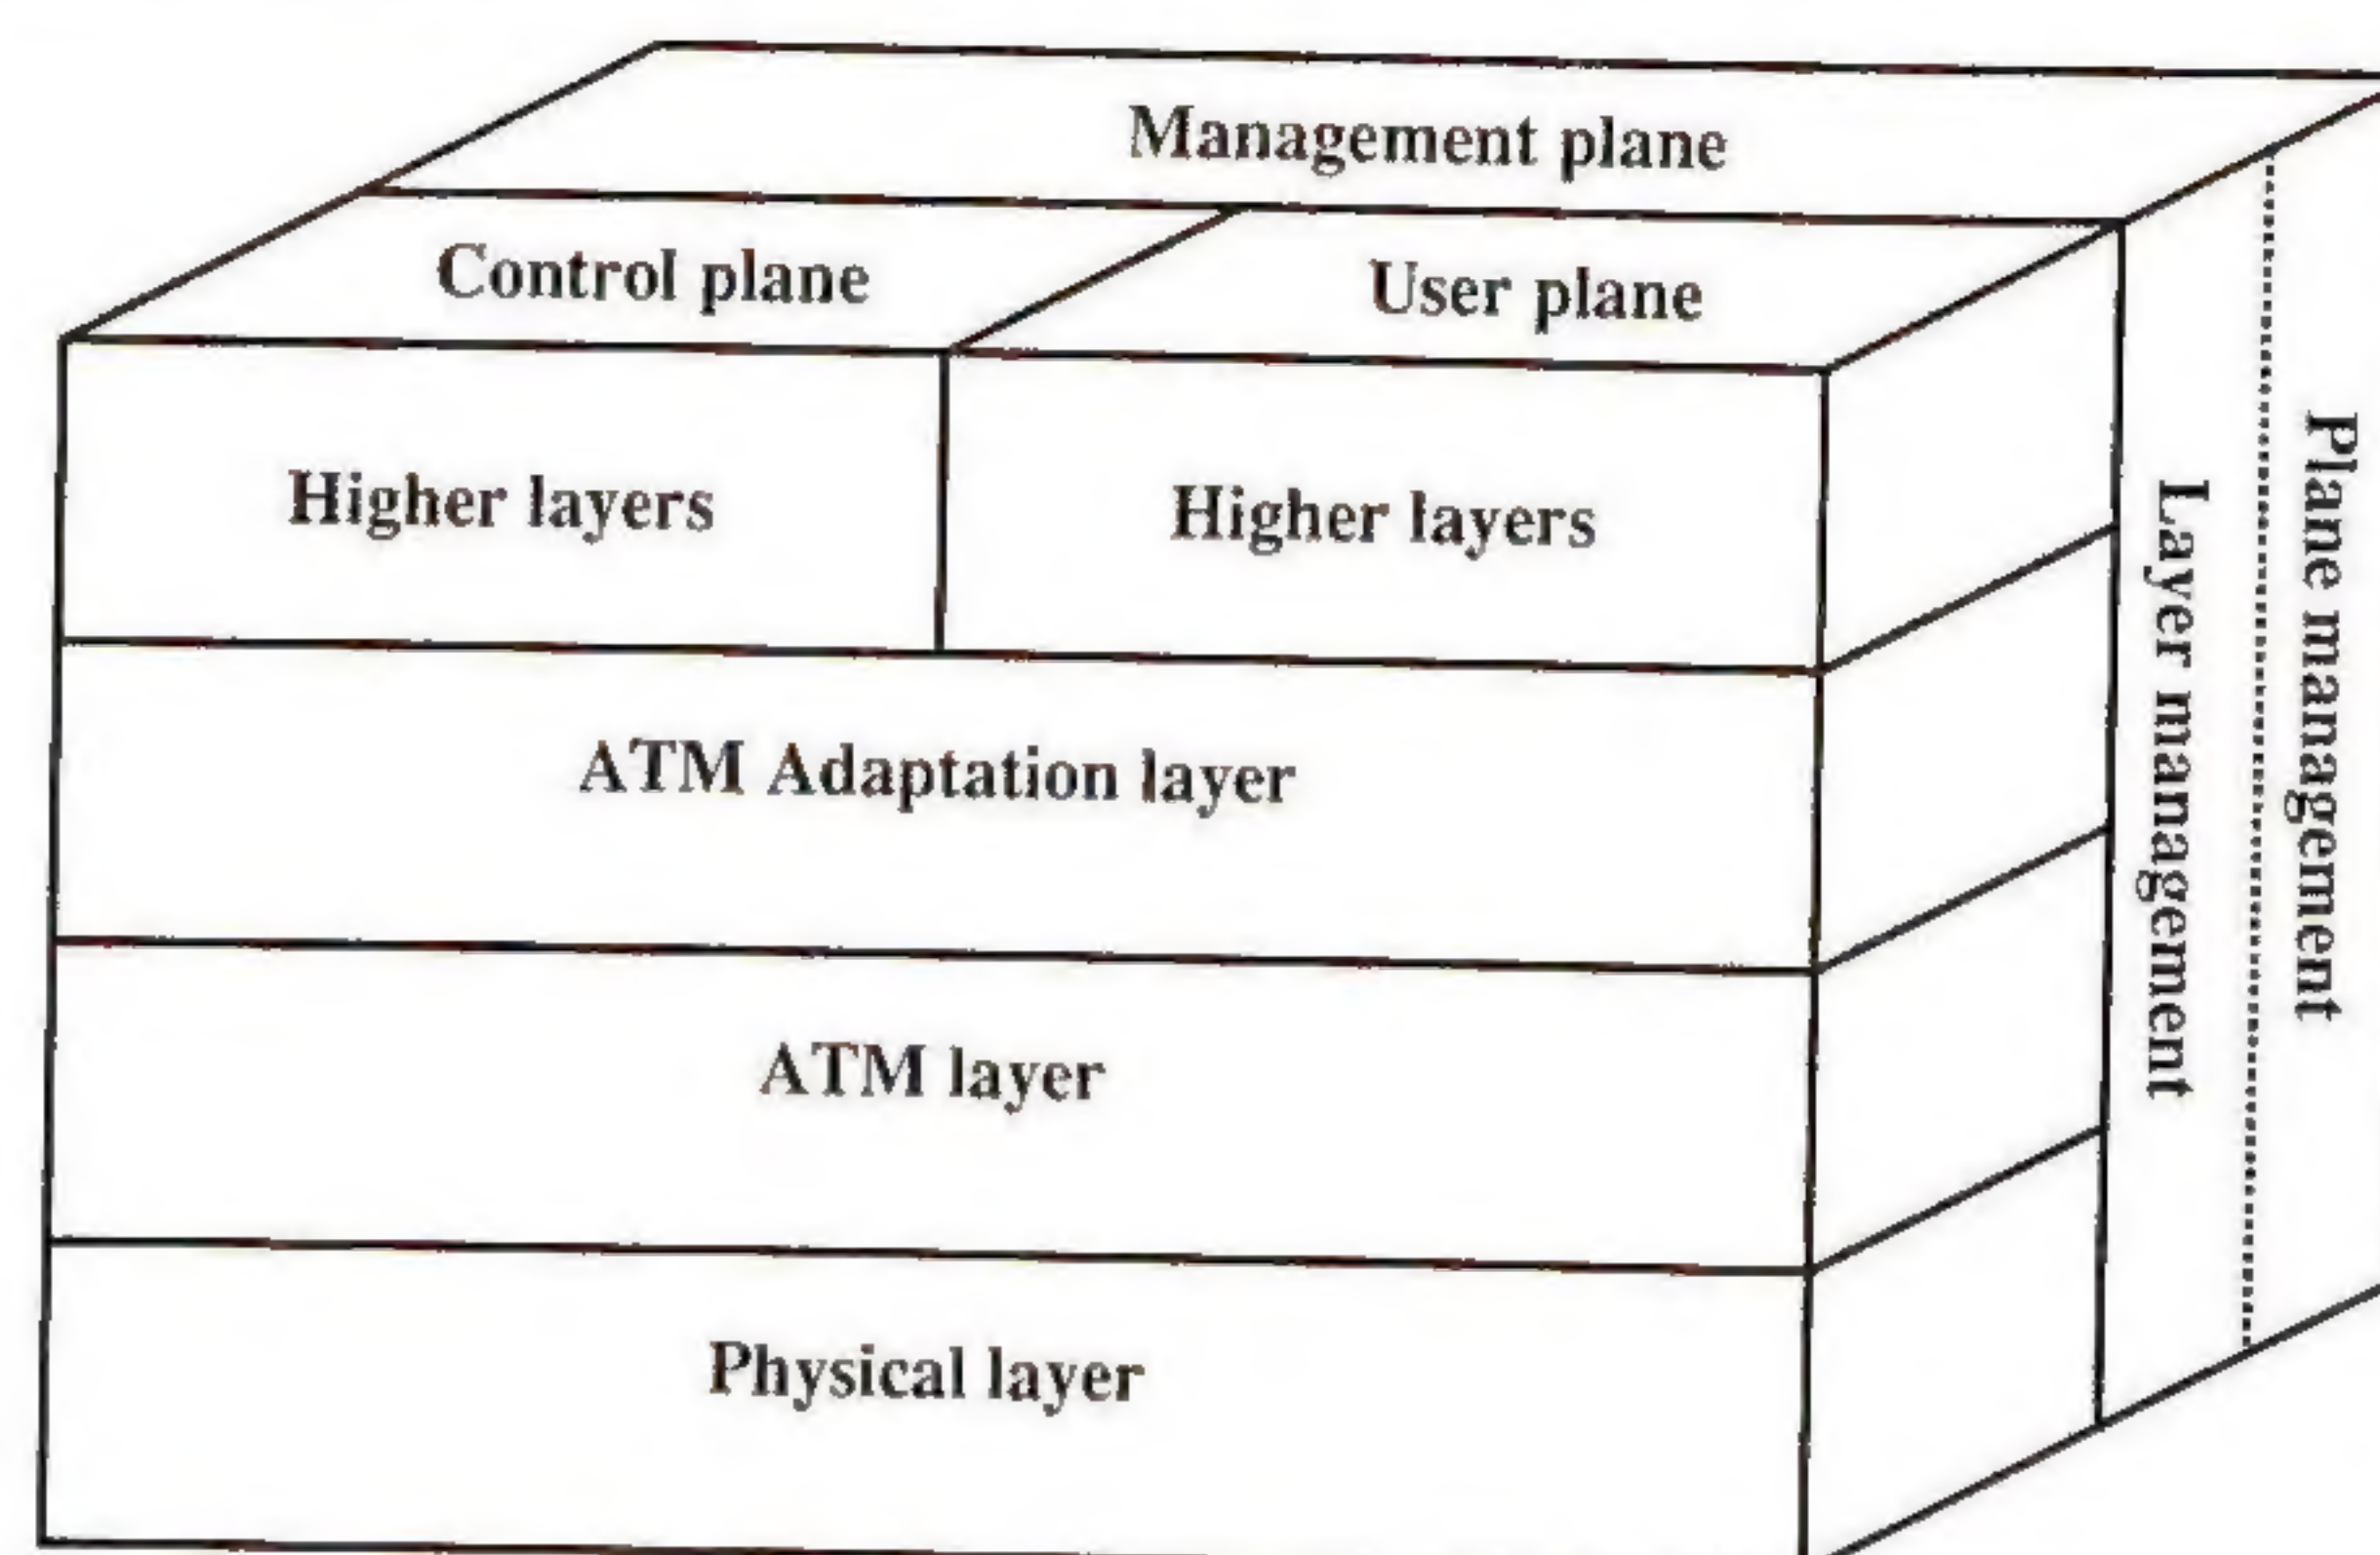 Management plane
Control plane
User plane
Higher layers
Higher layers
ATM Adaptation layer
ATM layer
Physical layer
Layer management
Plane management